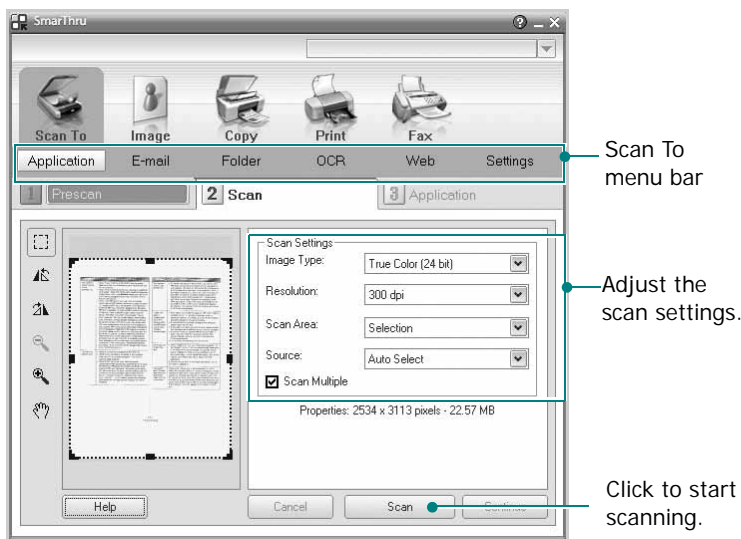 SmarThru
Scan To Image Copy Print Fax
Application E-mail Folder OCR Web Settings
Scan To
menu bar
1 Prescan 2 Scan 3 Application
Scan Settings
Image Type: True Color (24 bit)
Resolution: 300 dpi
Scan Area: Selection
Source: Auto Select
Scan Multiple
Adjust the
scan settings.
Properties: 2534 x 3113 pixels - 22.57 MB
Help Cancel Scan Continue
Click to start
scanning.